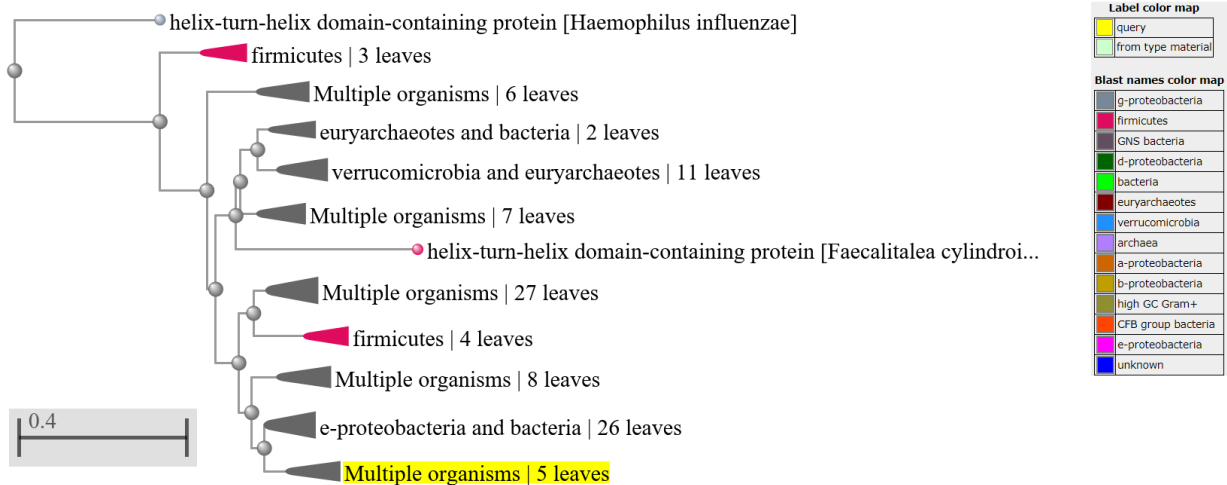 helix-turn-helix domain-containing protein [Haemophilus influenzae]
firmicutes | 3 leaves
Multiple organisms | 6 leaves
euryarchaeotes and bacteria | 2 leaves
verrucomicrobia and euryarchaeotes | 11 leaves
Multiple organisms | 7 leaves
helix-turn-helix domain-containing protein [Faecalitalea cylindroi...
Multiple organisms | 27 leaves
firmicutes | 4 leaves
Multiple organisms | 8 leaves
e-proteobacteria and bacteria | 26 leaves
Multiple organisms | 5 leaves
0.4
Label color map
query
from type material
Blast names color map
g-proteobacteria
firmicutes
GNS bacteria
d-proteobacteria
bacteria
euryarchaeotes
verrucomicrobia
archaea
a-proteobacteria
b-proteobacteria
high GC Gram+
CFB group bacteria
e-proteobacteria
unknown